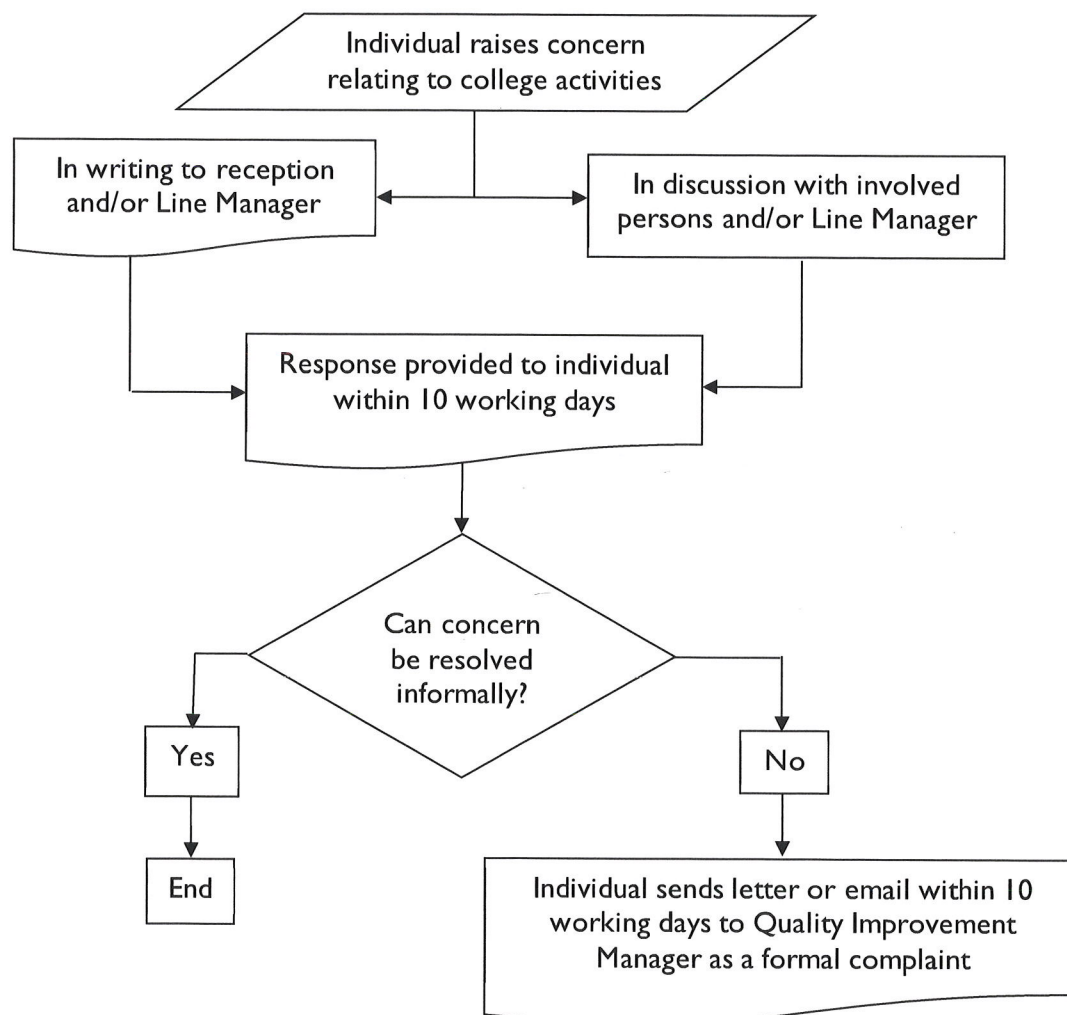 Individual raises concern
relating to college activities
In writing to reception
and/or Line Manager
In discussion with involved
persons and/or Line Manager
Response provided to individual
within 10 working days
Can concern
be resolved
informally?
Yes
No
End
Individual sends letter or email within 10
working days to Quality Improvement
Manager as a formal complaint